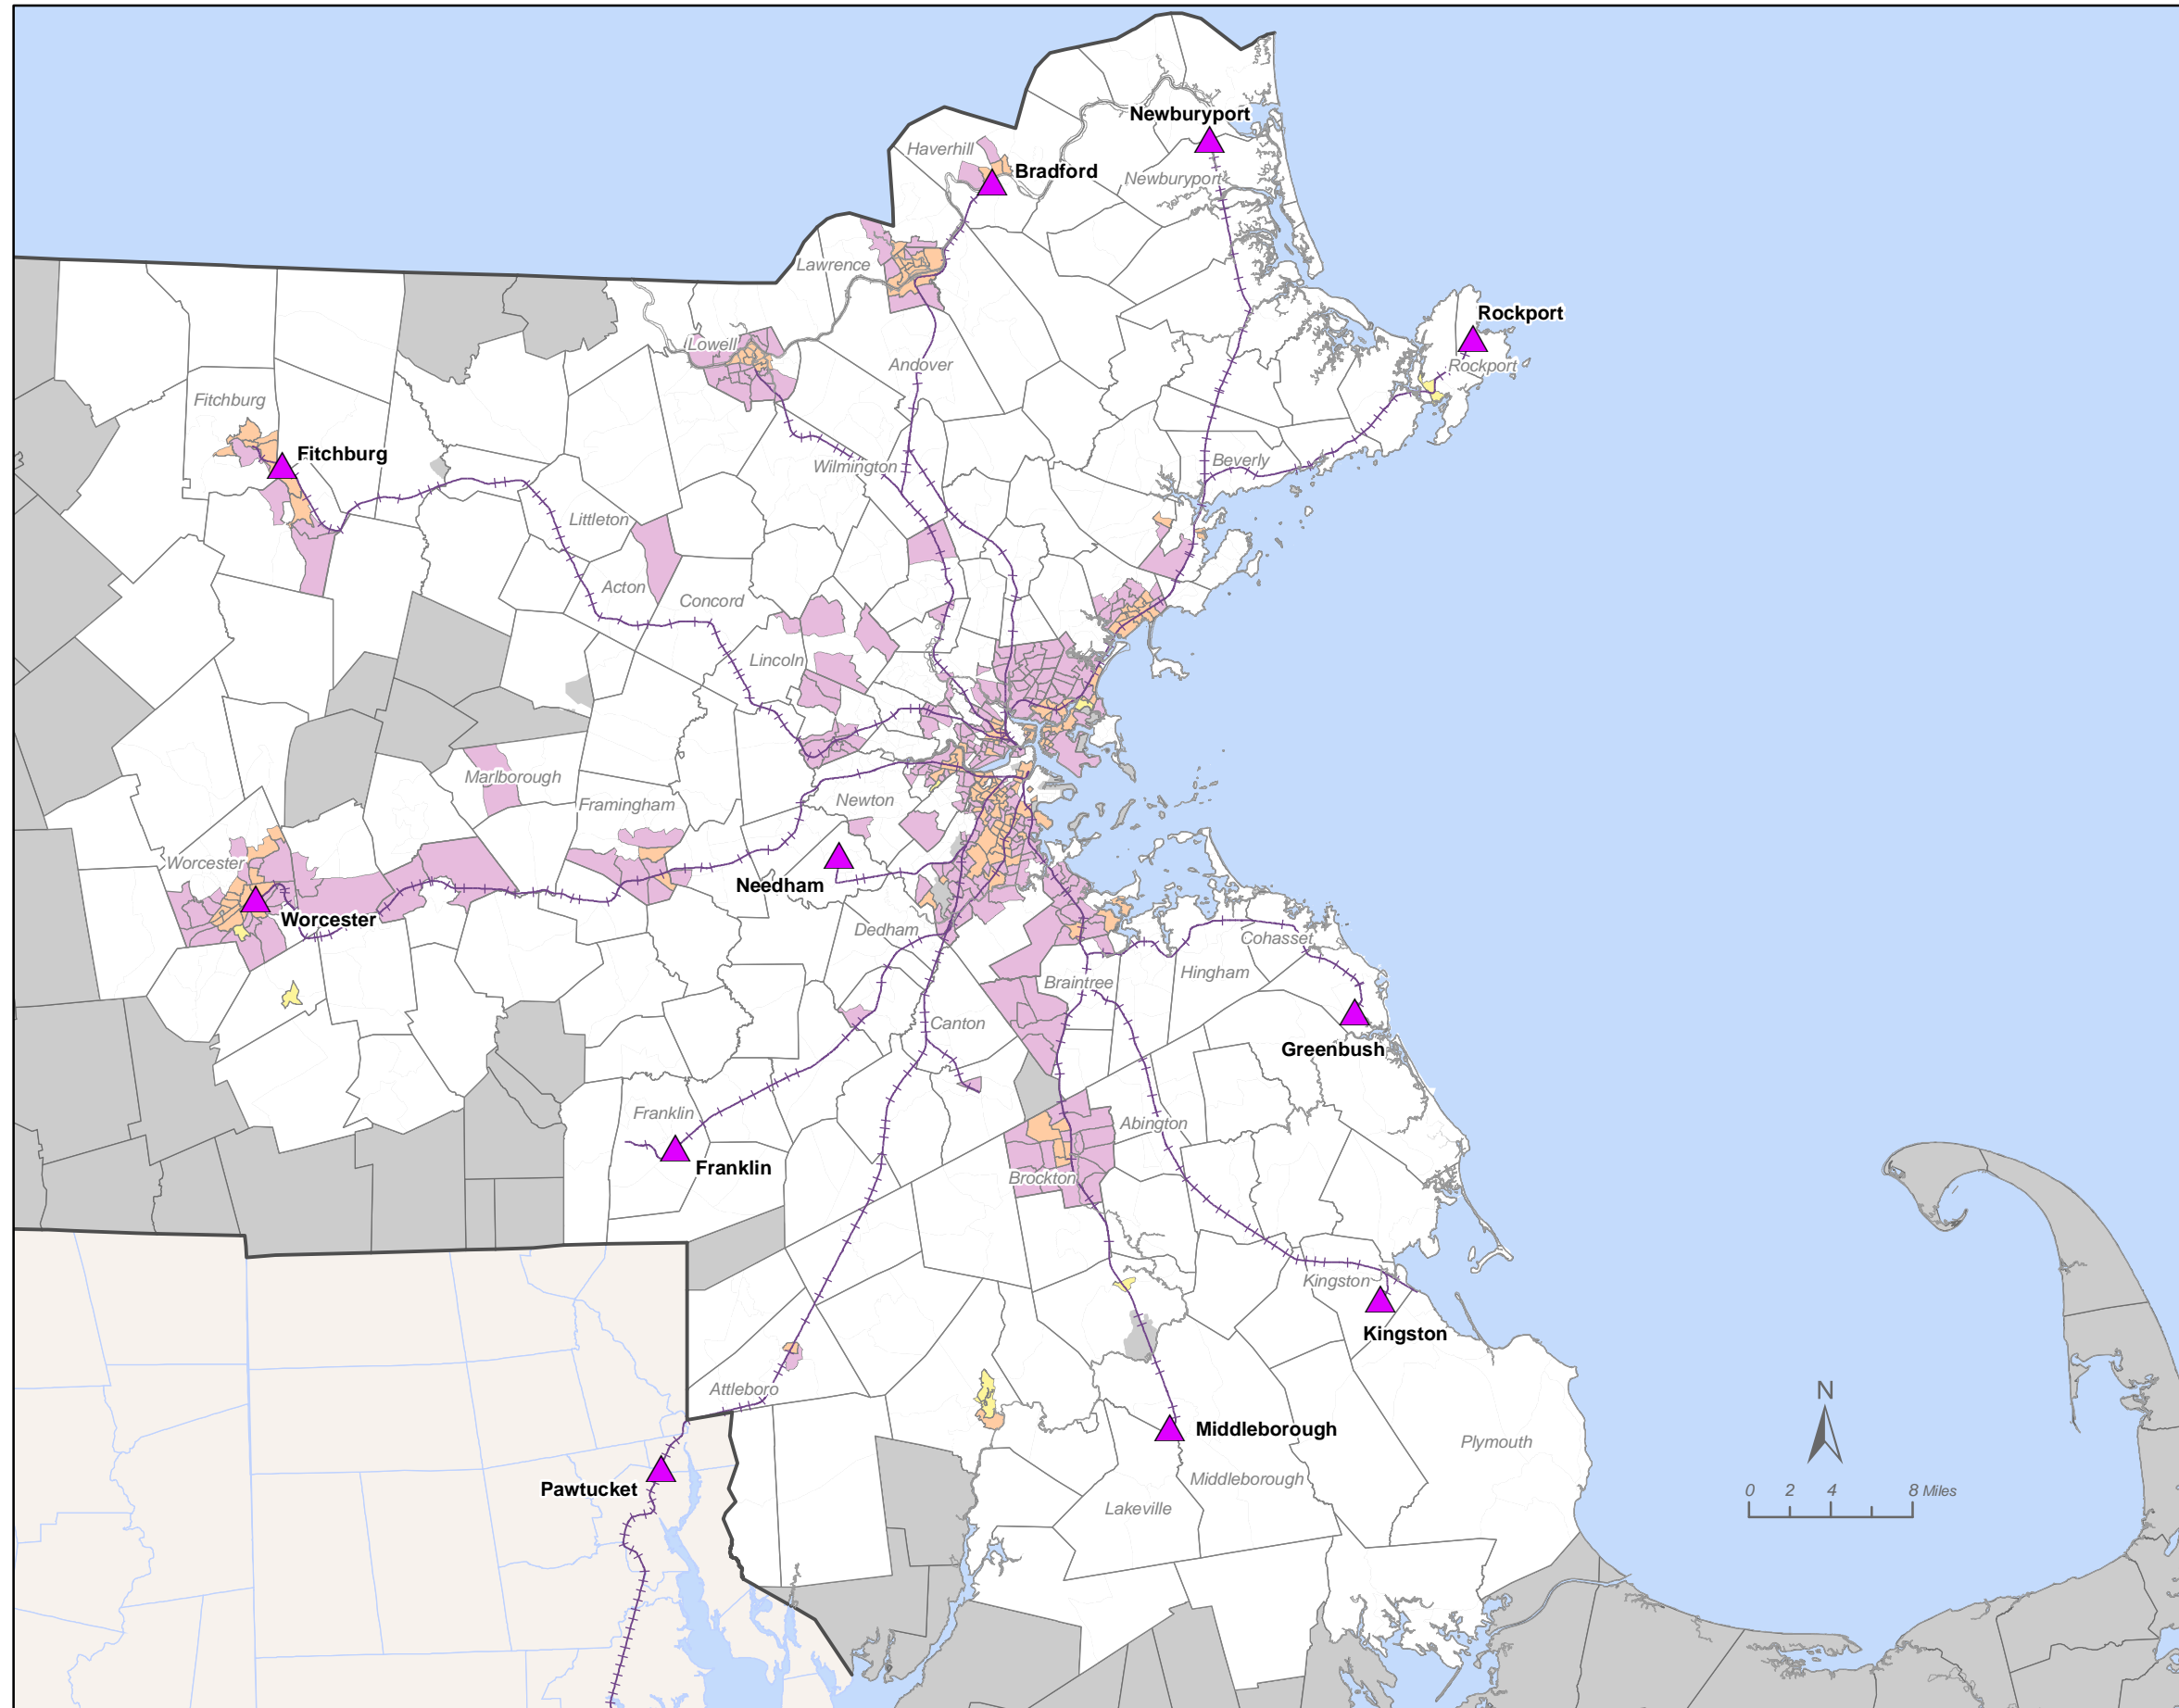 Newburyport
Haverhill
Bradford
Newburyport
Lawrence
Rockport
Lowell
Andover
Rockport
Fitchburg
Fitchburg
Wilmington
Beverly
Littleton
Acton
Concord
Lincoln
Marlborough
Framingham
Newton
Worcester
Needham
Worcester
Dedham
Cohasset
Hingham
Braintree
Canton
Greenbush
Franklin
Abington
Franklin
Brockton
Kingston
Kingston
Attleboro
N
Middleborough
Plymouth
Pawtucket
Middleborough
Lakeville
0 2 4 8 Miles